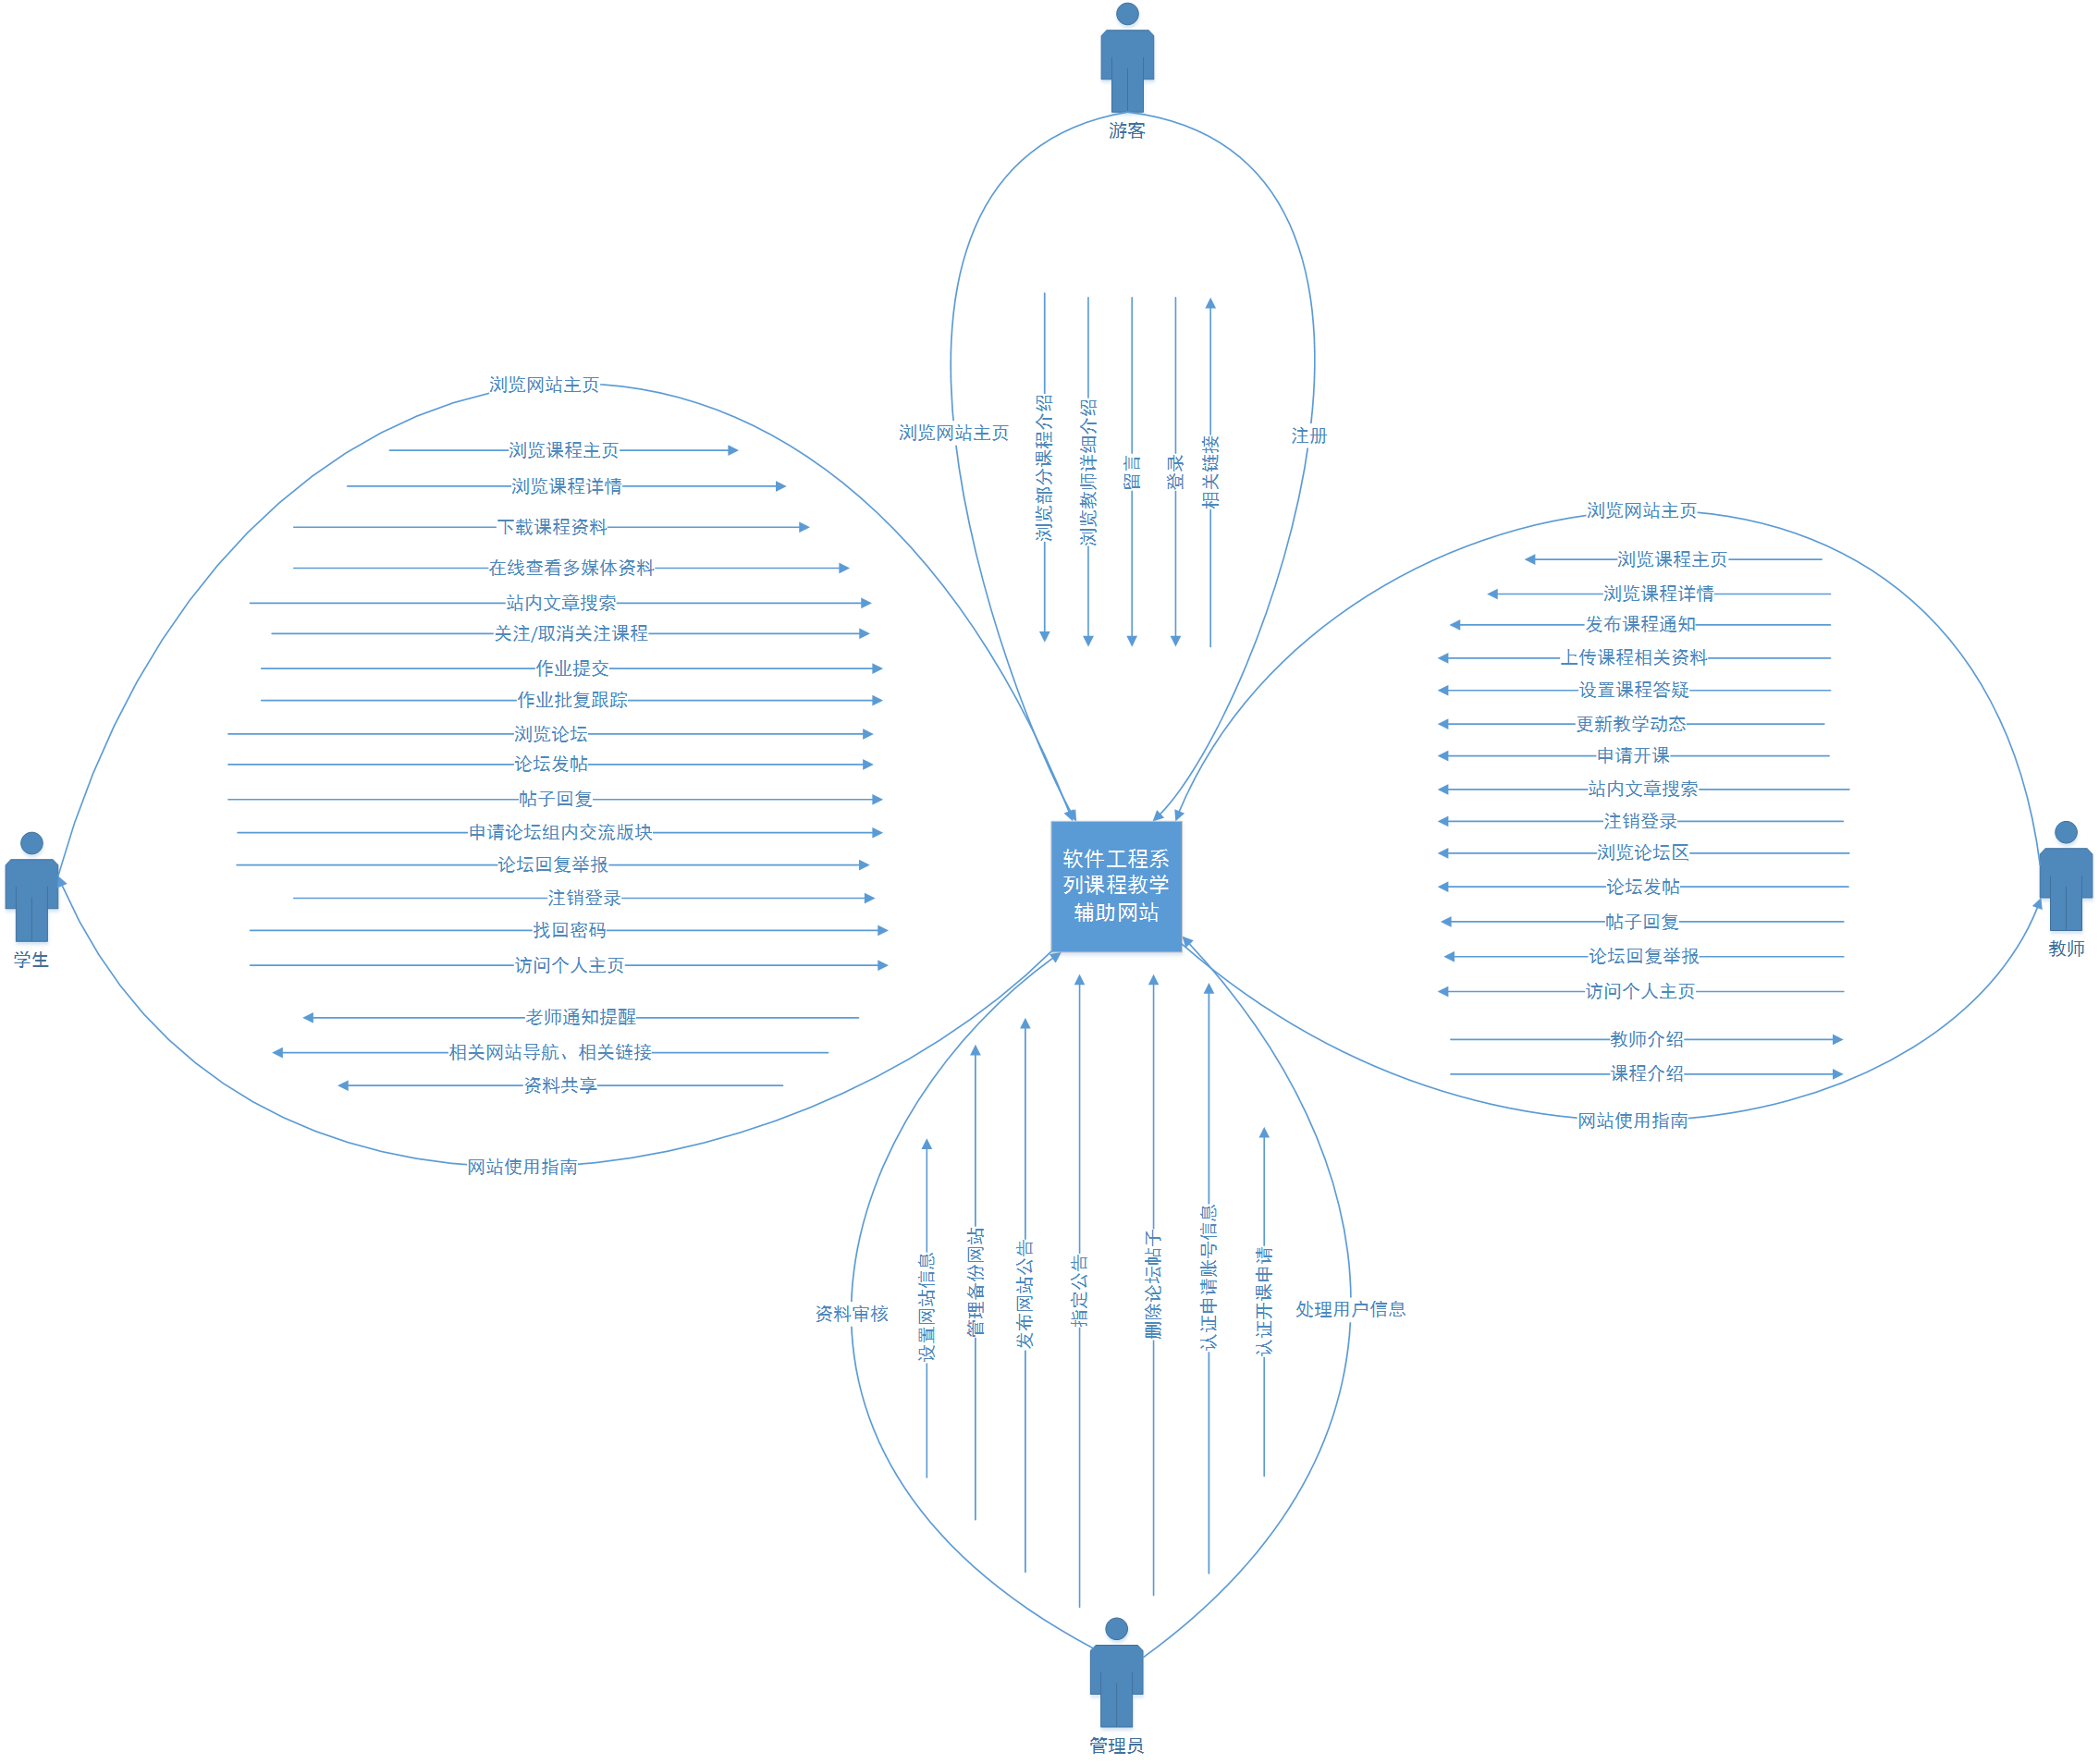 游客
浏览网站主页
浏览部分课程介绍
浏览教师详细介绍
留言
登录
相关链接
注册
浏览网站主页
浏览课程主页
浏览课程详情
下载课程资料
在线查看多媒体资料
站内文章搜索
关注/取消关注课程
作业提交
作业批复跟踪
浏览论坛
论坛发帖
帖子回复
申请论坛组内交流版块
论坛回复举报
注销登录
找回密码
访问个人主页
老师通知提醒
相关网站导航、相关链接
资料共享
网站使用指南
学生
软件工程系
列课程教学
辅助网站
浏览网站主页
浏览课程主页
浏览课程详情
发布课程通知
上传课程相关资料
设置课程答疑
更新教学动态
申请开课
站内文章搜索
注销登录
浏览论坛区
论坛发帖
帖子回复
论坛回复举报
访问个人主页
教师介绍
课程介绍
网站使用指南
教师
资料审核
设置网站信息
管理备份网站
发布网站公告
指定公告
删除论坛帖子
认证申请账号信息
认证开课申请
处理用户信息
管理员